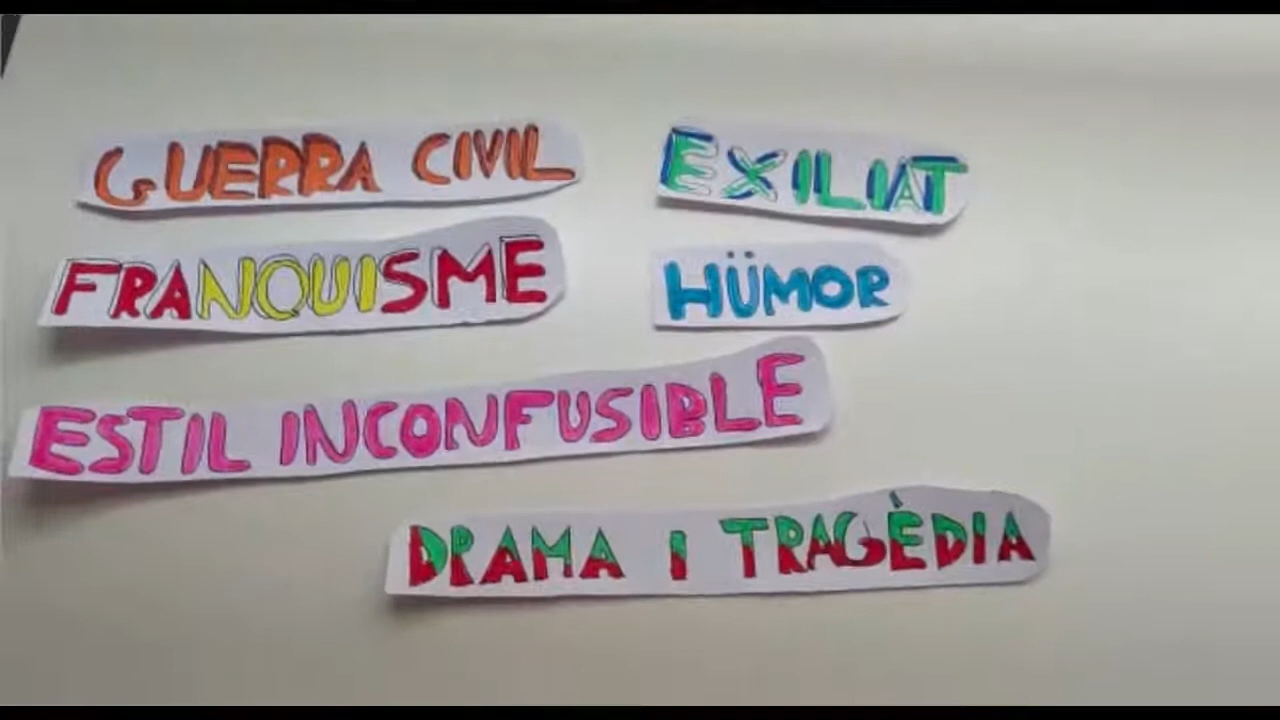 GUERRA CIVIL
EXILIAT
FRANQUISME
HÜMOR
ESTIL INCONFUSIBLE
DRAMA I TRAGÈDIA